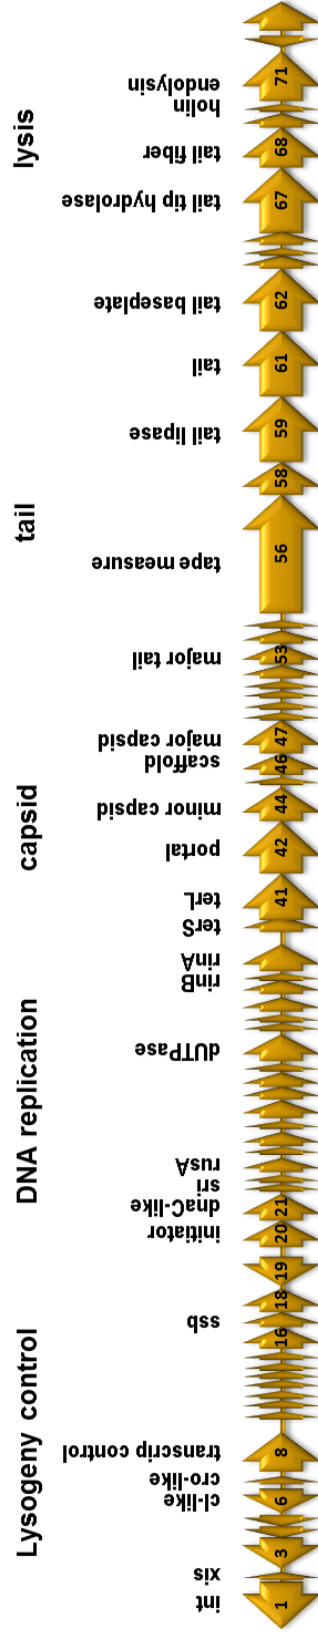 Lysogeny control
DNA replication
capsid
tail
lysis
int
xis
cI-like
cro-like
transcrip control
ssb
initiator
dnaC-like
sri
rusA
dUTPase
rinB
rinA
terS
terL
portal
minor capsid
scaffold
major capsid
major tail
tape measure
tail lipase
tail
tail baseplate
tail tip hydrolase
tail fiber
holin
endolysin
1
3
6
8
16
18
19
20
21
41
42
44
46
47
53
56
58
59
61
62
67
68
71